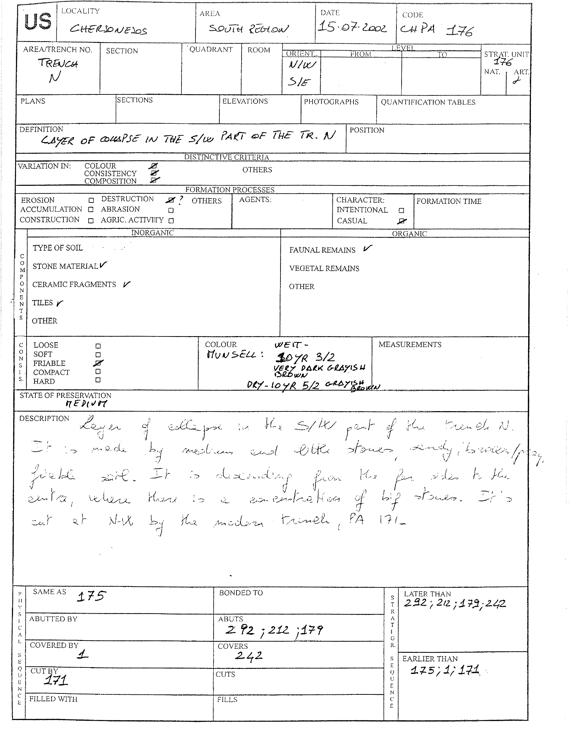 US LOCALITY CHERSONESOS AREA SOUTH REGION DATE 15-07-2002 CODE CHPA 176
AREA/TRENCH NO. TRENCH N SECTION QUADRANT ROOM ORIENT. N/W S/E LEVEL FROM TO STRAT. UNIT 176 NAT. ART.
PLANS SECTIONS ELEVATIONS PHOTOGRAPHS QUANTIFICATION TABLES
DEFINITION LAYER OF COLLAPSE IN THE S/W PART OF THE TR. N POSITION
DISTINCTIVE CRITERIA
VARIATION IN: COLOUR OTHERS
CONSISTENCY
COMPOSITION
FORMATION PROCESSES
EROSION DESTRUCTION ? OTHERS AGENTS: CHARACTER: FORMATION TIME
ACCUMULATION ABRASION INTENTIONAL
CONSTRUCTION AGRIC. ACTIVITY CASUAL
INORGANIC ORGANIC
COMPONENTS
TYPE OF SOIL FAUNAL REMAINS ✓
STONE MATERIAL ✓ VEGETAL REMAINS
CERAMIC FRAGMENTS ✓ OTHER
TILES ✓
OTHER
CONSIS.
LOOSE COLOUR WET - MEASUREMENTS
SOFT MUNSELL: 10YR 3/2
FRIABLE VERY DARK GRAYISH
COMPACT BROWN
HARD DRY-10YR 5/2 GRAYISH BROWN
STATE OF PRESERVATION
MEDIUM
DESCRIPTION Layer of collapse in the S/W part of the trench N.
It is made by medium and little stones, sandy,
friable soil. It is descending from the sides to the
where there is a concentration of big stones. It's
cut at N-W by the modern trench, PA 171-
PHYSICAL SEQUENCE
SAME AS 175 BONDED TO
ABUTTED BY ABUTS 292; 212; 179
COVERED BY 1 COVERS 242
CUT BY 171 CUTS
FILLED WITH FILLS
STRATIGR. SEQUENCE
LATER THAN
292; 212; 179; 242
EARLIER THAN
175; 1; 171